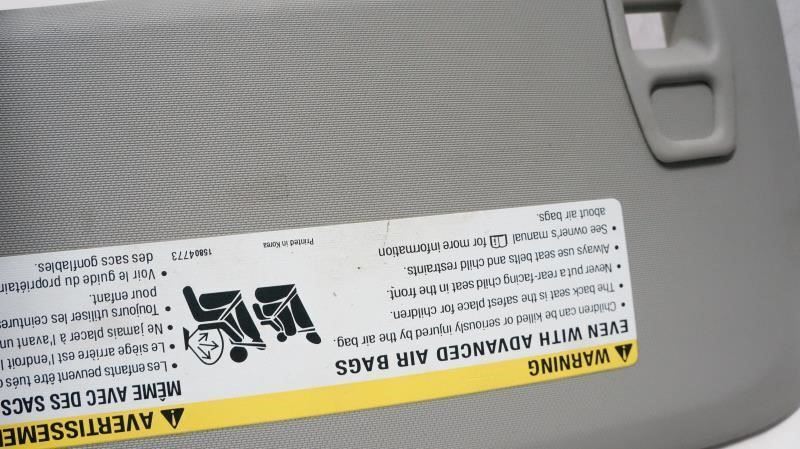 WARNING
EVEN WITH ADVANCED AIR BAGS
• Children can be killed or seriously injured by the air bag.
• The back seat is the safest place for children.
• Never put a rear-facing child seat in the front.
• Always use seat belts and child restraints.
• See owner's manual for more information
about air bags.
Printed in Korea
15804773
AVERTISSEME
MÊME AVEC DES SACS
• Les enfants peuvent être tués
• Le siège arrière est l'endroit
• Ne jamais placer à l'avant un
• Toujours utiliser les ceintures
pour enfant.
• Voir le guide du propriétair
des sacs gonflables.